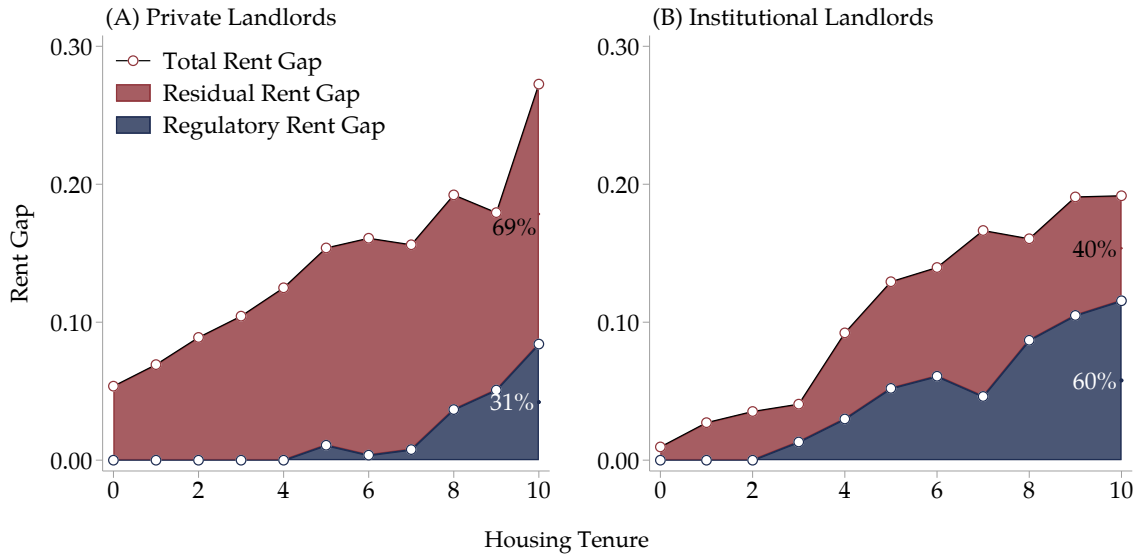 (A) Private Landlords
0.30
0.20
0.10
0.00
Total Rent Gap
Residual Rent Gap
Regulatory Rent Gap
69%
31%
0 2 4 6 8 10
(B) Institutional Landlords
0.30
0.20
0.10
0.00
40%
60%
0 2 4 6 8 10
Rent Gap
Housing Tenure